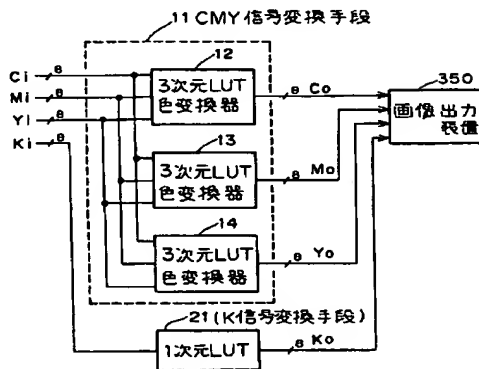 11 CMY信号変換手段
12
Ci 8
Mi 8
Yi 8
Ki 8
3次元LUT
色変換器
8 Co
350
画像出力
装置
13
3次元LUT
色変換器
8 Mo
14
3次元LUT
色変換器
8 Yo
21 (K信号変換手段)
1次元LUT
8 Ko